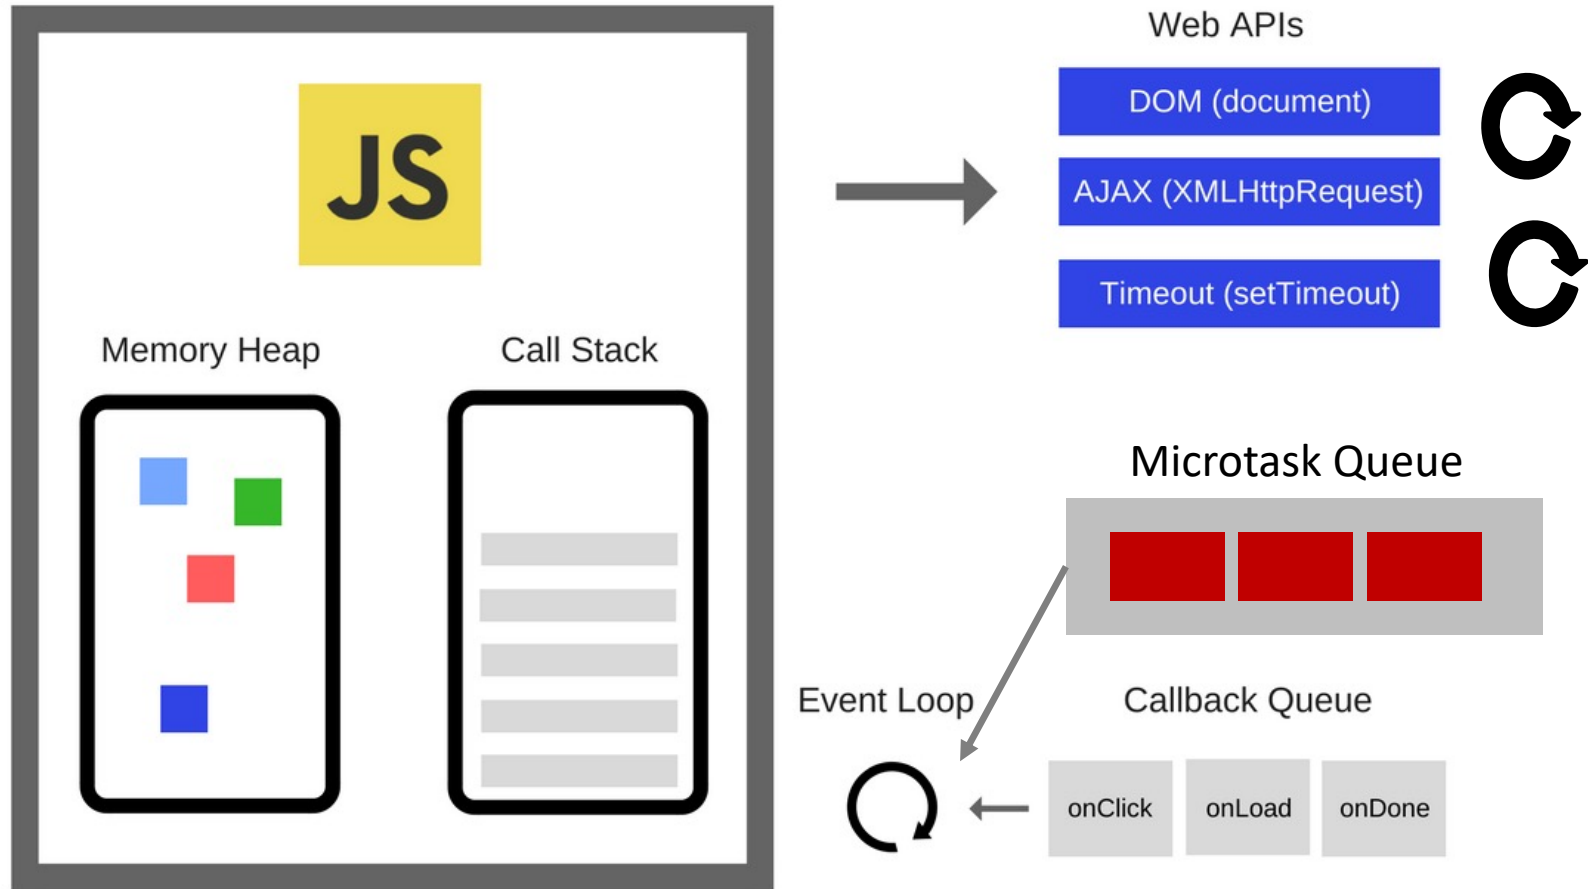 JS
Memory Heap
Call Stack
Web APIs
DOM (document)
AJAX (XMLHttpRequest)
Timeout (setTimeout)
Microtask Queue
Event Loop
Callback Queue
onClick
onLoad
onDone